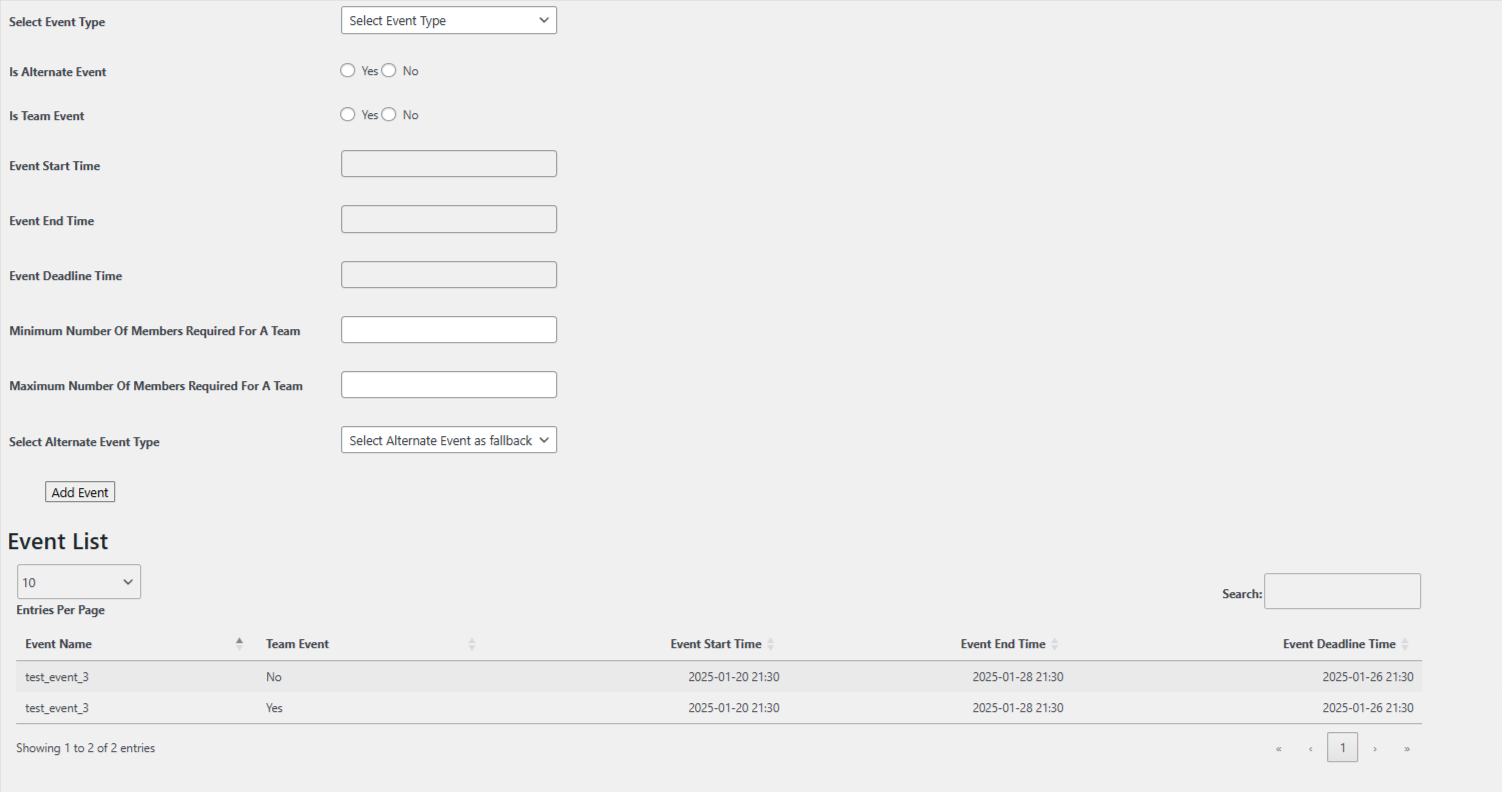 Select Event Type Select Event Type
Is Alternate Event Yes No
Is Team Event Yes No
Event Start Time
Event End Time
Event Deadline Time
Minimum Number Of Members Required For A Team
Maximum Number Of Members Required For A Team
Select Alternate Event Type Select Alternate Event as fallback
Add Event
Event List
10
Search:
Entries Per Page
Event Name Team Event Event Start Time Event End Time Event Deadline Time
test_event_3 No 2025-01-20 21:30 2025-01-28 21:30 2025-01-26 21:30
test_event_3 Yes 2025-01-20 21:30 2025-01-28 21:30 2025-01-26 21:30
Showing 1 to 2 of 2 entries « ‹ 1 › »